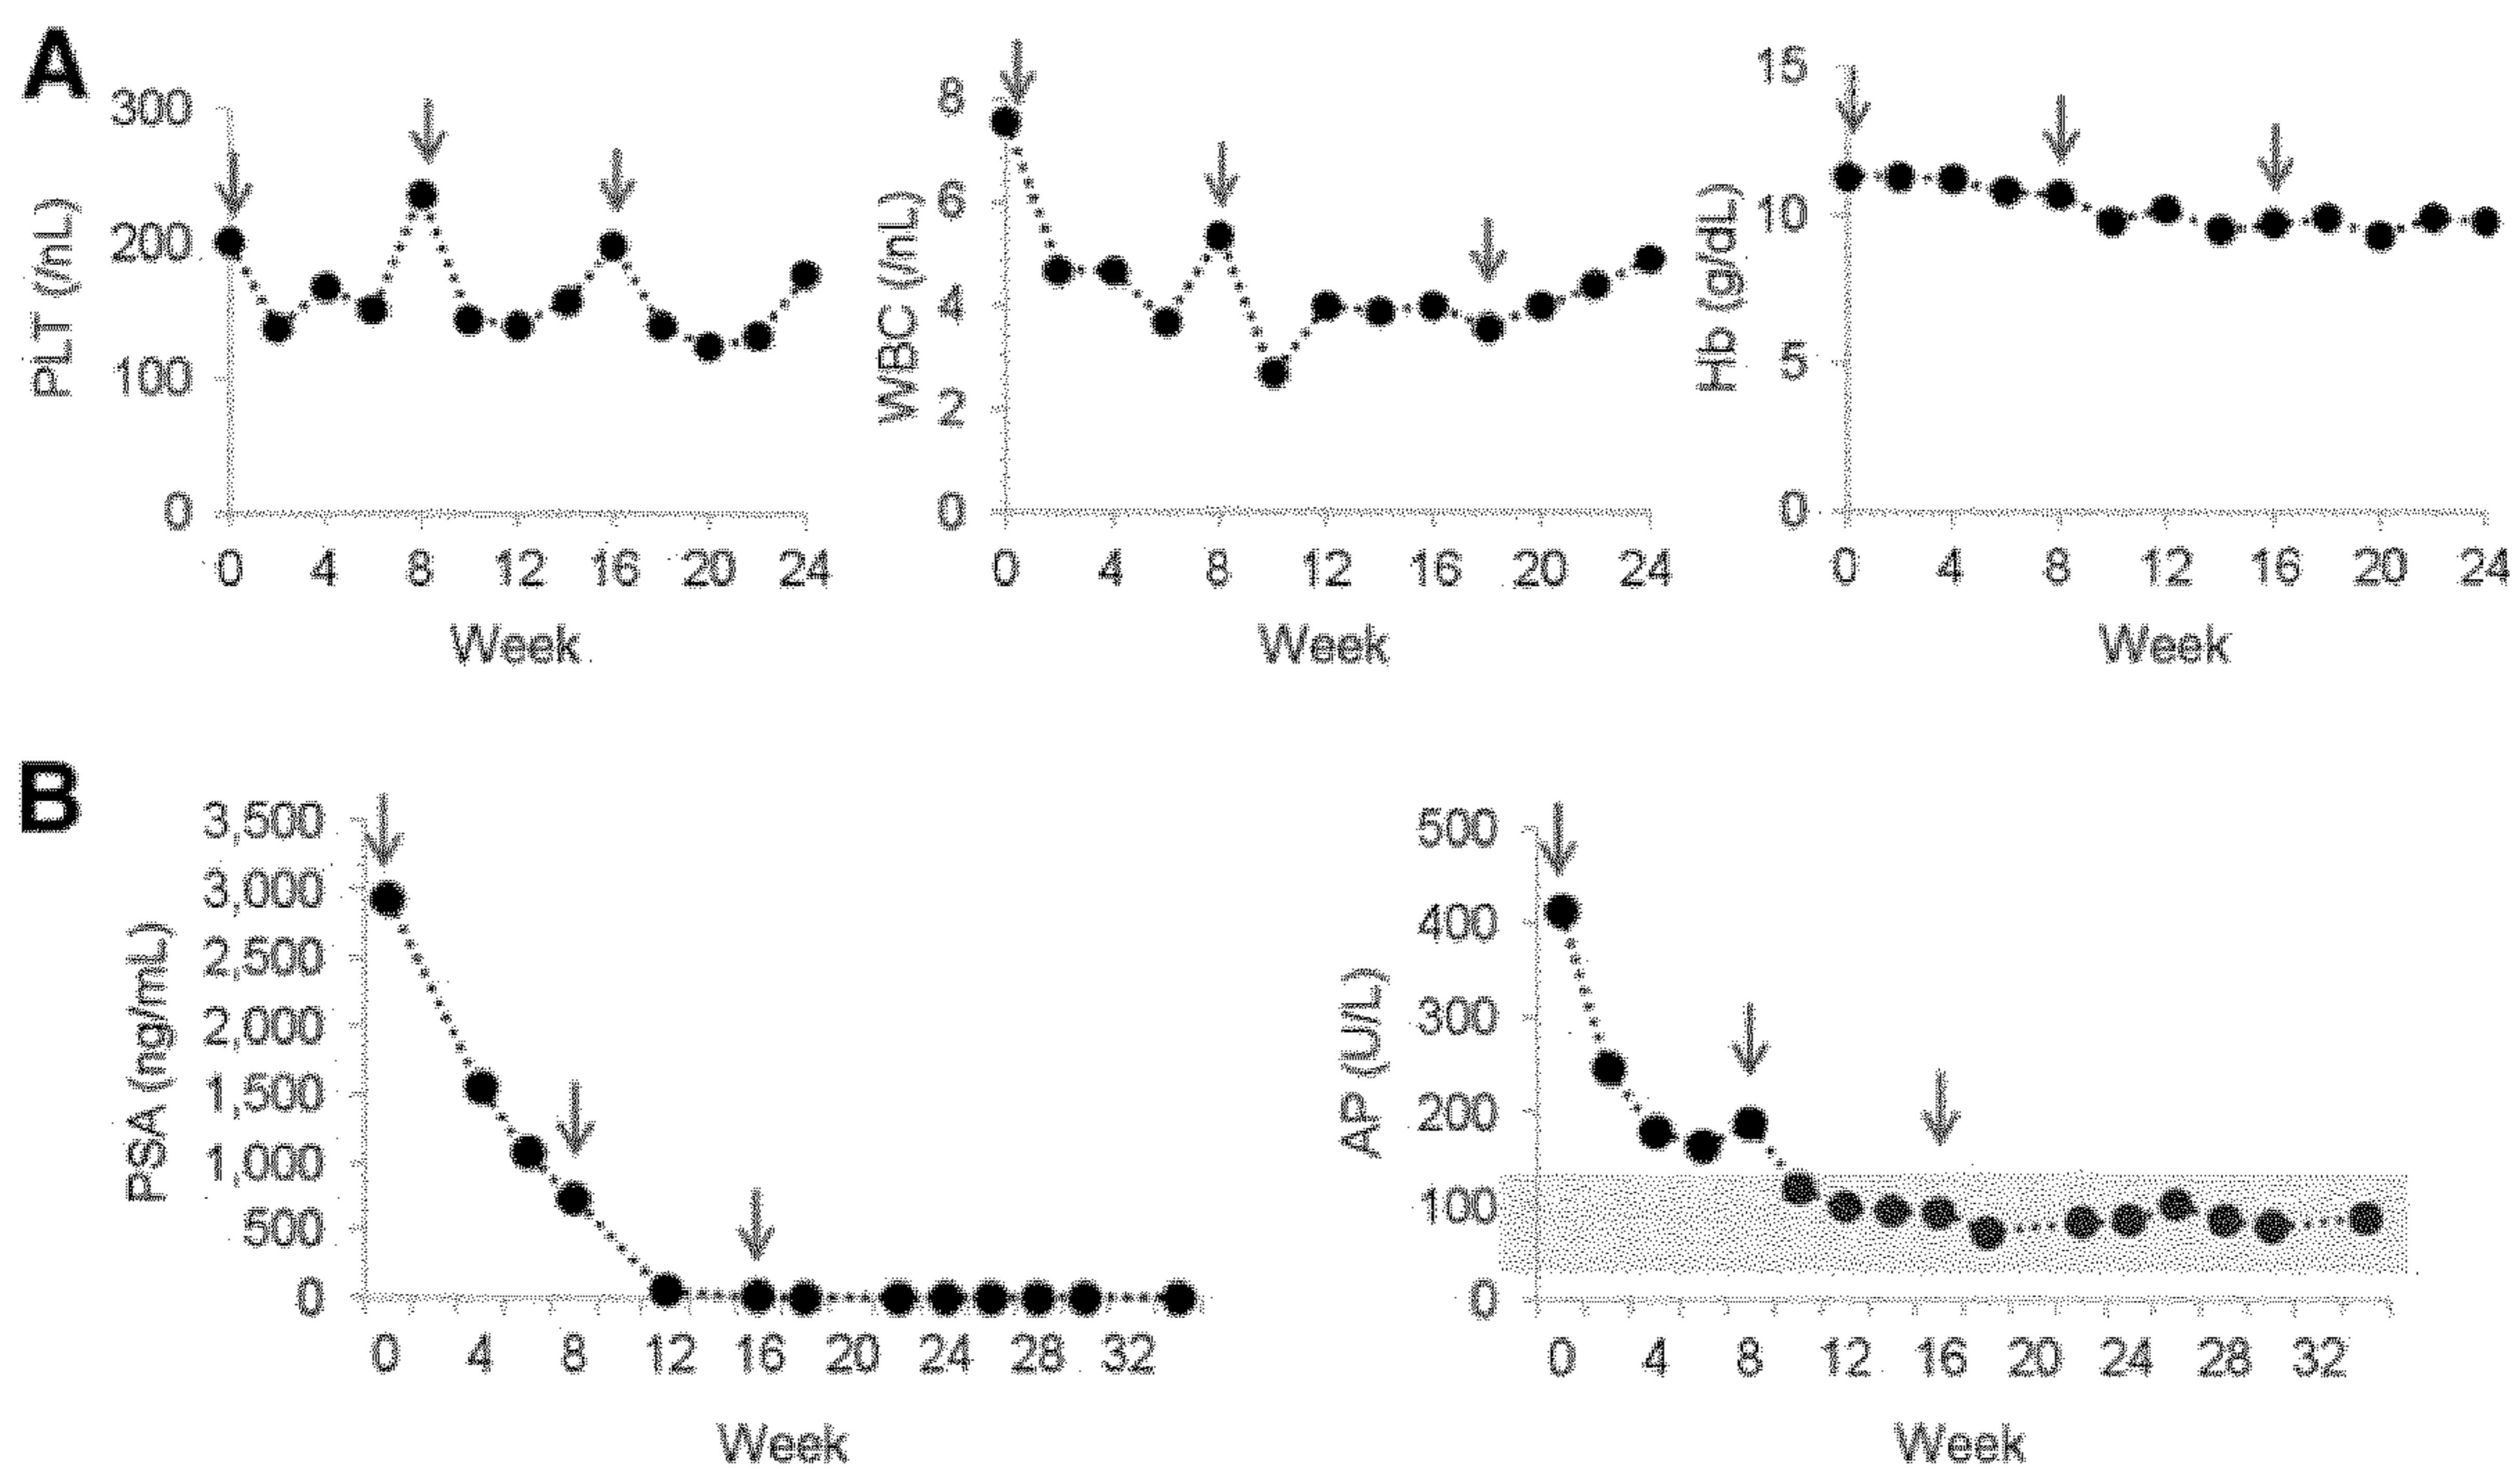 A
PLT (/nL)
300
200
100
0
0 4 8 12 16 20 24
Week
WBC (/nL)
8
6
4
2
0
0 4 8 12 16 20 24
Week
Hb (g/dL)
15
10
5
0
0 4 8 12 16 20 24
Week
B
PSA (ng/mL)
3,500
3,000
2,500
2,000
1,500
1,000
500
0
0 4 8 12 16 20 24 28 32
Week
AP (U/L)
500
400
300
200
100
0
0 4 8 12 16 20 24 28 32
Week